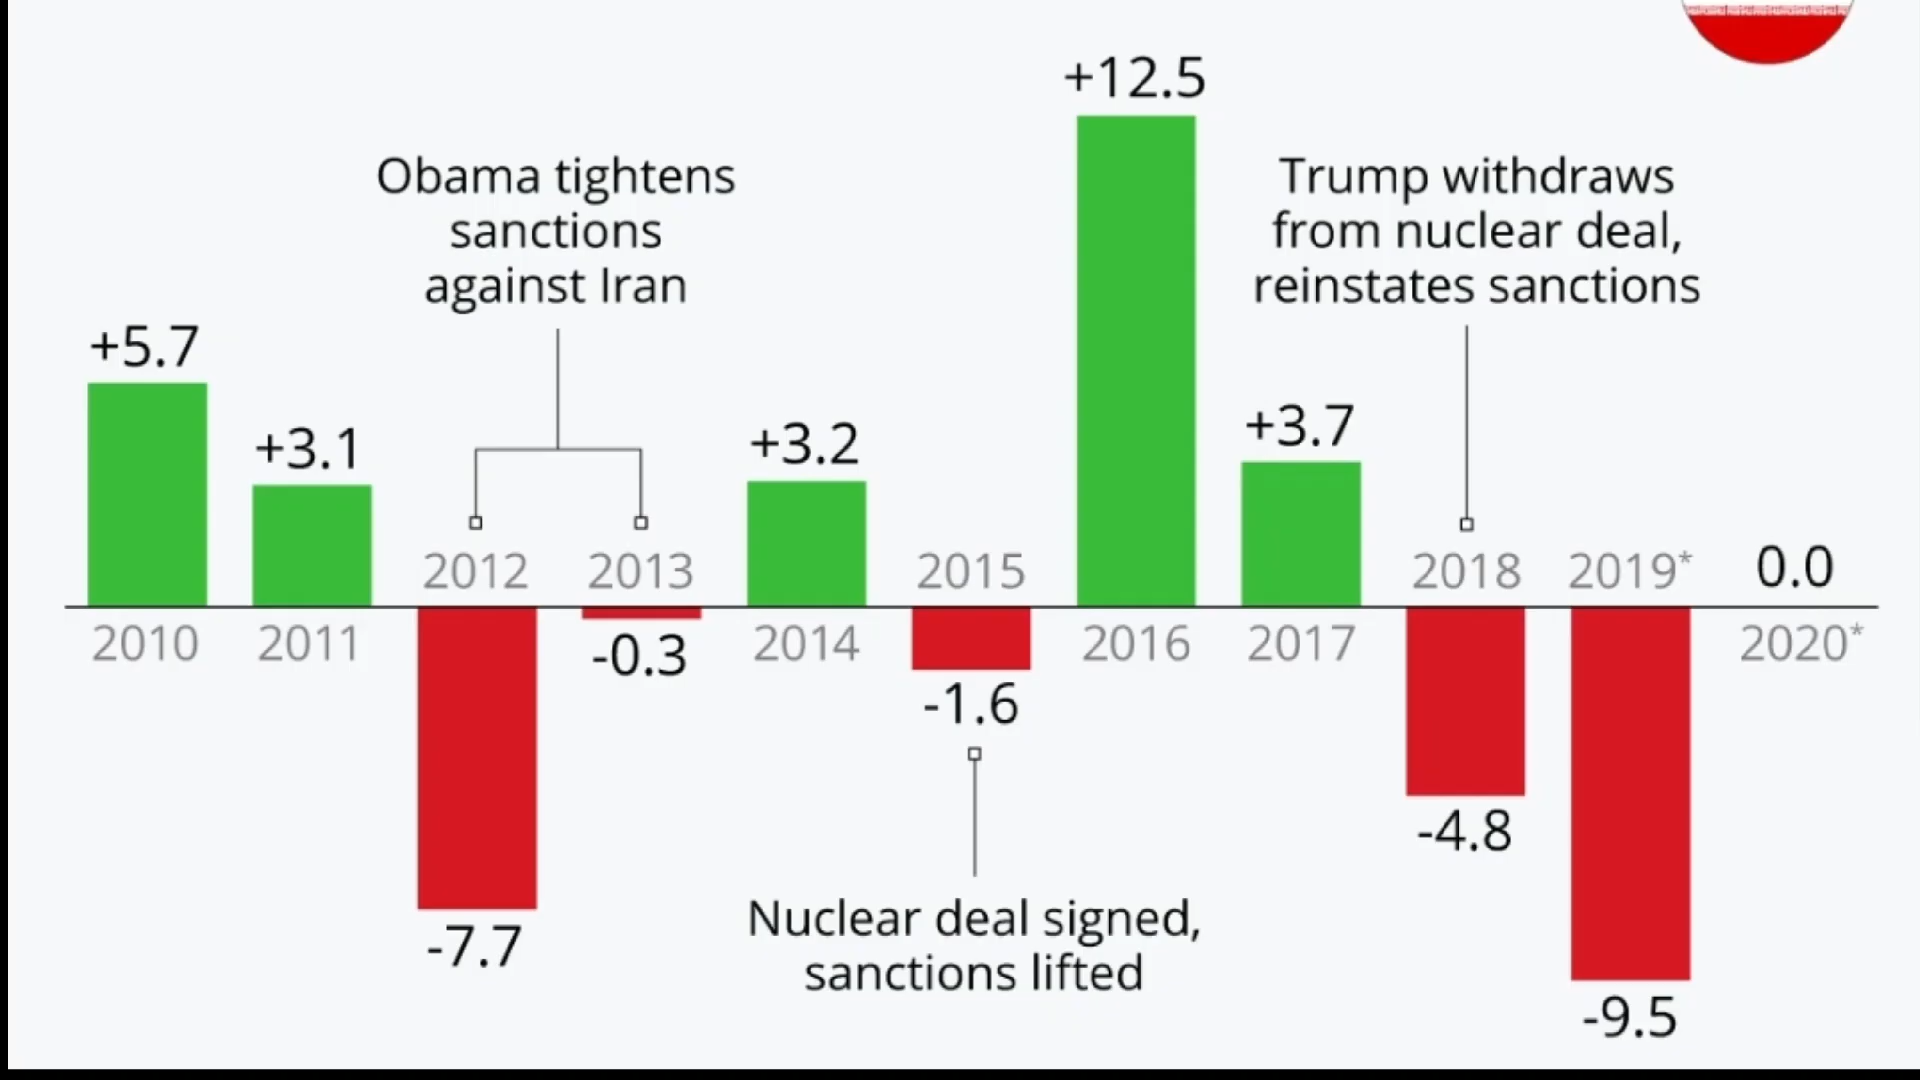 +12.5
Obama tightens
sanctions
against Iran
Trump withdraws
from nuclear deal,
reinstates sanctions
+5.7
+3.1
+3.2
+3.7
2012
2013
2015
2018
2019*
0.0
2010
2011
-0.3
2014
-1.6
2016
2017
2020*
-4.8
-7.7
Nuclear deal signed,
sanctions lifted
-9.5